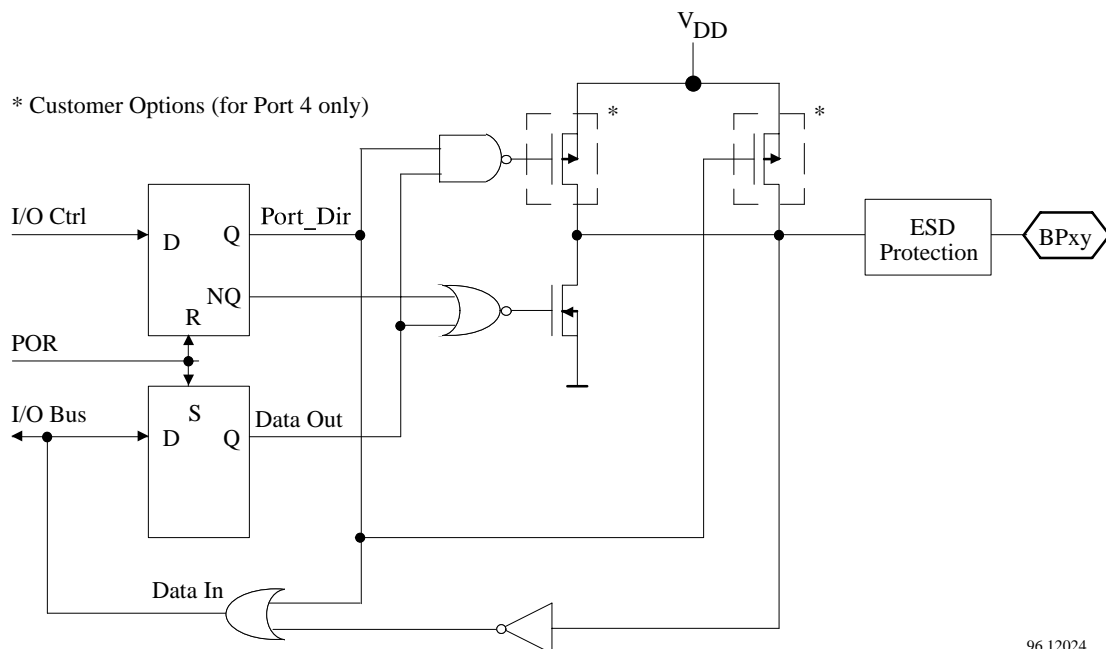 V
DD
* Customer Options (for Port 4 only)
*
*
I/O Ctrl
D
Q
Port_Dir
ESD
Protection
BPxy
NQ
R
POR
S
I/O Bus
D
Q
Data Out
Data In
96 12024